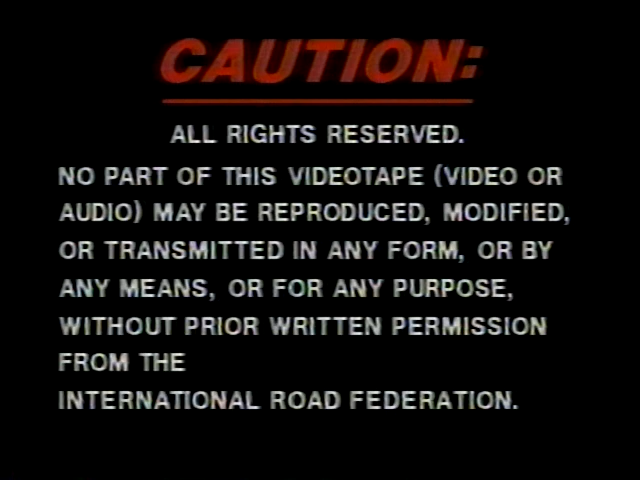 CAUTION:
ALL RIGHTS RESERVED.
NO PART OF THIS VIDEOTAPE (VIDEO OR
AUDIO) MAY BE REPRODUCED, MODIFIED,
OR TRANSMITTED IN ANY FORM, OR BY
ANY MEANS, OR FOR ANY PURPOSE,
WITHOUT PRIOR WRITTEN PERMISSION
FROM THE
INTERNATIONAL ROAD FEDERATION.